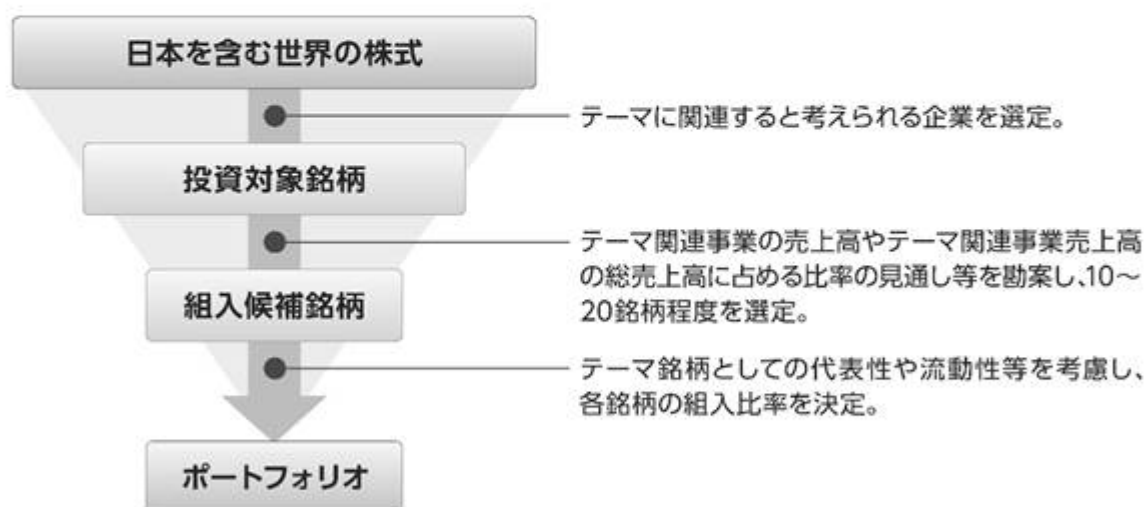 日本を含む世界の株式
テーマに関連すると考えられる企業を選定。
投資対象銘柄
テーマ関連事業の売上高やテーマ関連事業売上高
の総売上高に占める比率の見通し等を勘案し、10～
20銘柄程度を選定。
組入候補銘柄
テーマ銘柄としての代表性や流動性等を考慮し、
各銘柄の組入比率を決定。
ポートフォリオ